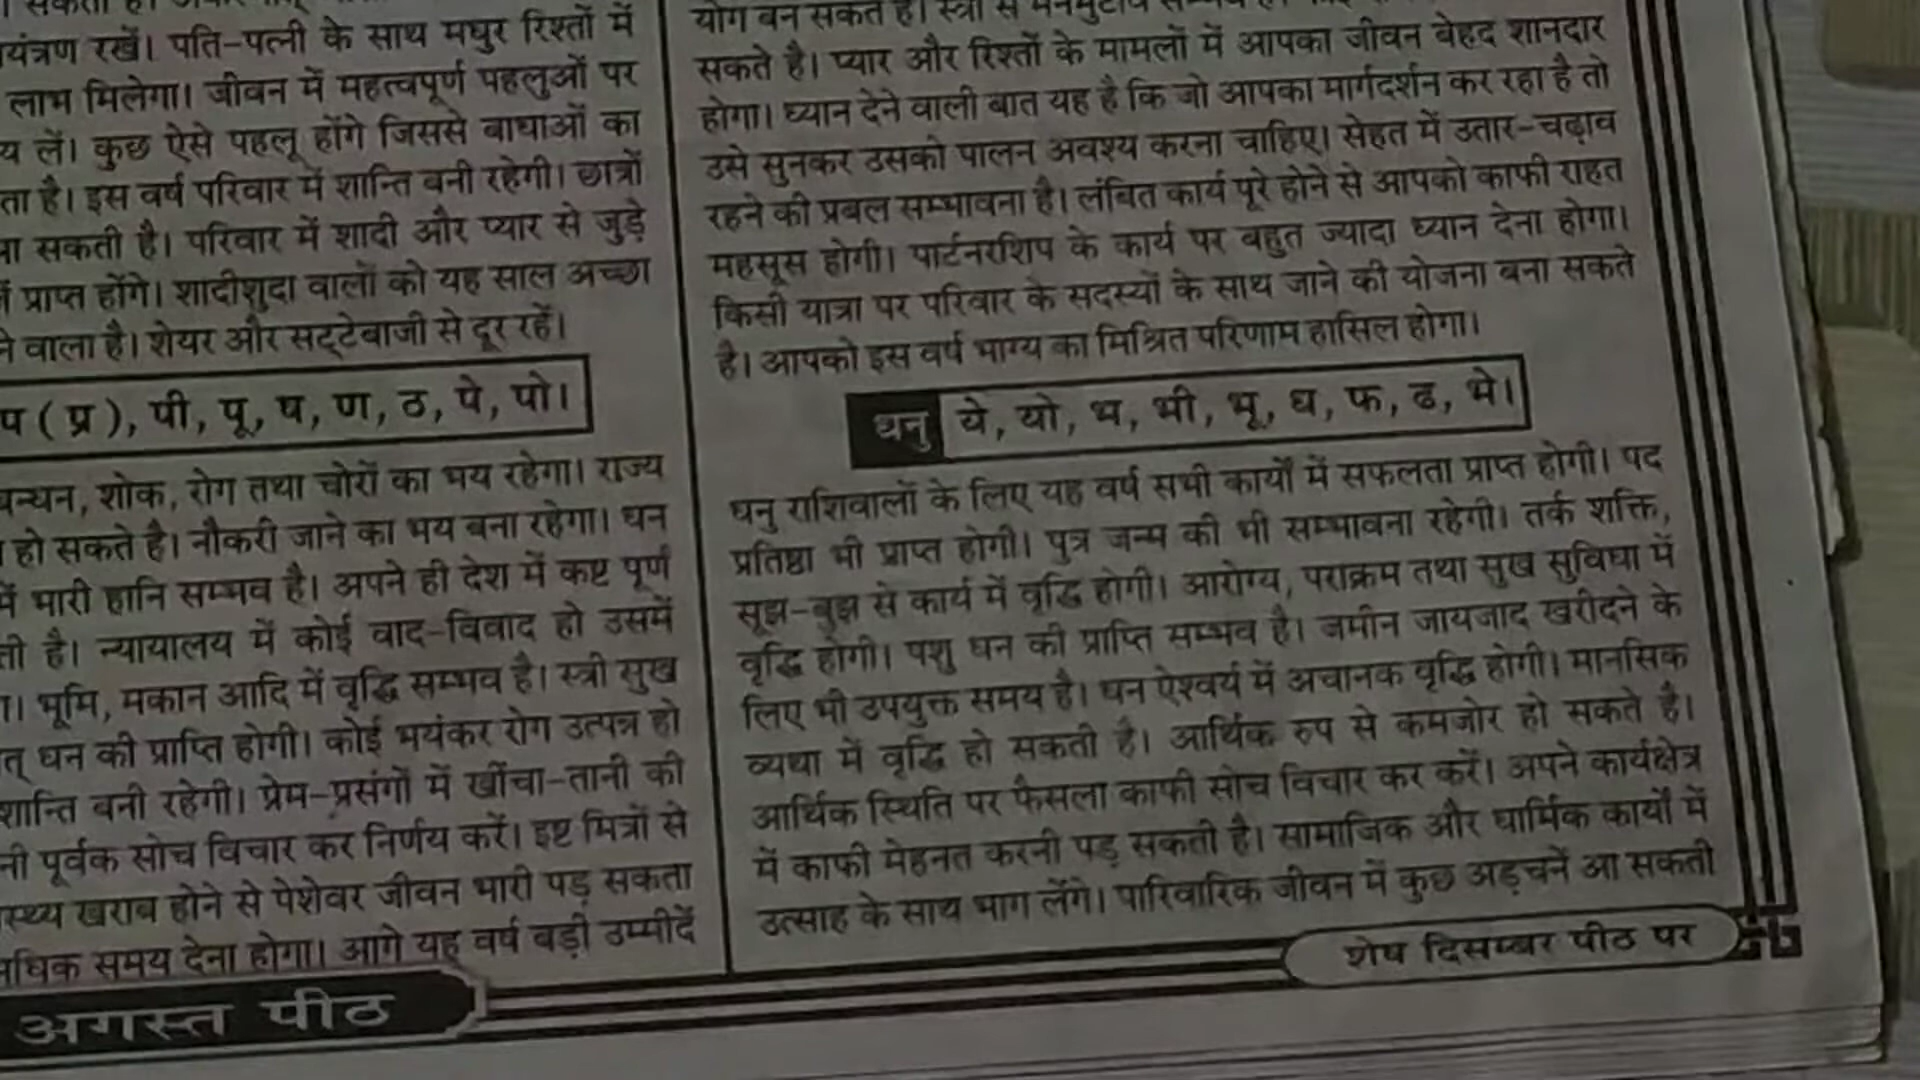 यंत्रण रखें। पति-पत्नी के साथ मधुर रिश्तों में
लाभ मिलेगा। जीवन में महत्वपूर्ण पहलुओं पर
य लें। कुछ ऐसे पहलू होंगे जिससे बाधाओं का
ता है। इस वर्ष परिवार में शान्ति बनी रहेगी। छात्रों
सकती है। परिवार में शादी और प्यार से जुड़े
प्राप्त होंगे। शादीशुदा वालों को यह साल अच्छा
वाला है। शेयर और सट्टेबाजी से दूर रहें।
प ( प्र ), पी, पू, ष, ण, ठ, पे, पो।
बन्धन, शोक, रोग तथा चोरों का भय रहेगा। राज्य
हो सकते है। नौकरी जाने का भय बना रहेगा। धन
में भारी हानि सम्भव है। अपने ही देश में कष्ट पूर्ण
ती है। न्यायालय में कोई वाद-विवाद हो उसमें
भूमि, मकान आदि में वृद्धि सम्भव है। स्त्री सुख
त् धन की प्राप्ति होगी। कोई भयंकर रोग उत्पन्न हो
शान्ति बनी रहेगी। प्रेम-प्रसंगों में खींचा-तानी की
नी पूर्वक सोच विचार कर निर्णय करें। इष्ट मित्रों से
स्थ्य खराब होने से पेशेवर जीवन भारी पड़ सकता
धिक समय देना होगा। आगे यह वर्ष बड़ी उम्मीदें
अगस्त पीठ
योग बन सकते है। स्त्री से मनमुटाव
सकते है। प्यार और रिश्तों के मामलों में आपका जीवन बेहद शानदार
होगा। ध्यान देने वाली बात यह है कि जो आपका मार्गदर्शन कर रहा है तो
उसे सुनकर उसको पालन अवश्य करना चाहिए। सेहत में उतार-चढ़ाव
रहने की प्रबल सम्भावना है। लंबित कार्य पूरे होने से आपको काफी राहत
महसूस होगी। पार्टनरशिप के कार्य पर बहुत ज्यादा ध्यान देना होगा।
किसी यात्रा पर परिवार के सदस्यों के साथ जाने की योजना बना सकते
है। आपको इस वर्ष भाग्य का मिश्रित परिणाम हासिल होगा।
धनु ये, यो, भ, भी, भू, ध, फ, ढ, भे।
धनु राशिवालों के लिए यह वर्ष सभी कार्यों में सफलता प्राप्त होगी। पद
प्रतिष्ठा भी प्राप्त होगी। पुत्र जन्म की भी सम्भावना रहेगी। तर्क शक्ति,
सूझ-बुझ से कार्य में वृद्धि होगी। आरोग्य, पराक्रम तथा सुख सुविधा में
वृद्धि होगी। पशु धन की प्राप्ति सम्भव है। जमीन जायजाद खरीदने के
लिए भी उपयुक्त समय है। धन ऐश्वर्य में अचानक वृद्धि होगी। मानसिक
व्यथा में वृद्धि हो सकती है। आर्थिक रुप से कमजोर हो सकते है।
आर्थिक स्थिति पर फैसला काफी सोच विचार कर करें। अपने कार्यक्षेत्र
में काफी मेहनत करनी पड़ सकती है। सामाजिक और धार्मिक कार्यों में
उत्साह के साथ भाग लेंगे। पारिवारिक जीवन में कुछ अड़चनें आ सकती
शेष दिसम्बर पीठ पर